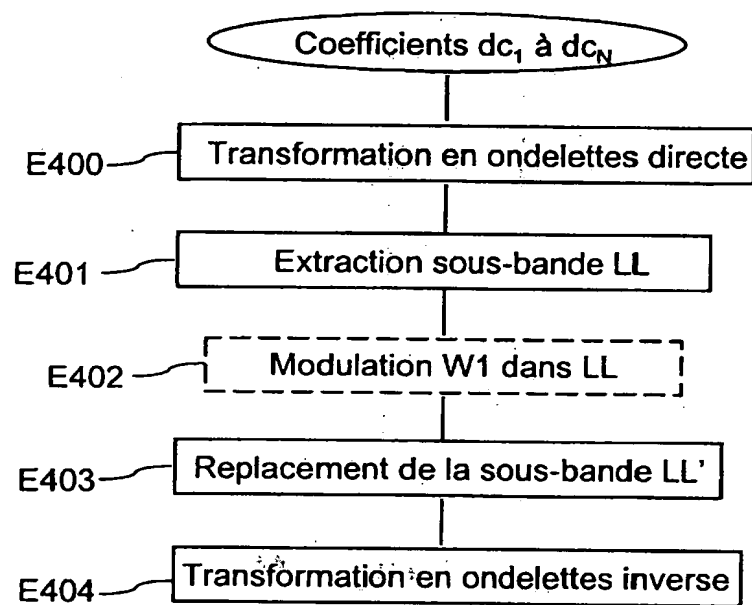 Coefficients dc₁ à dc_N
E400 Transformation en ondelettes directe
E401 Extraction sous-bande LL
E402 Modulation W1 dans LL
E403 Replacement de la sous-bande LL'
E404 Transformation en ondelettes inverse